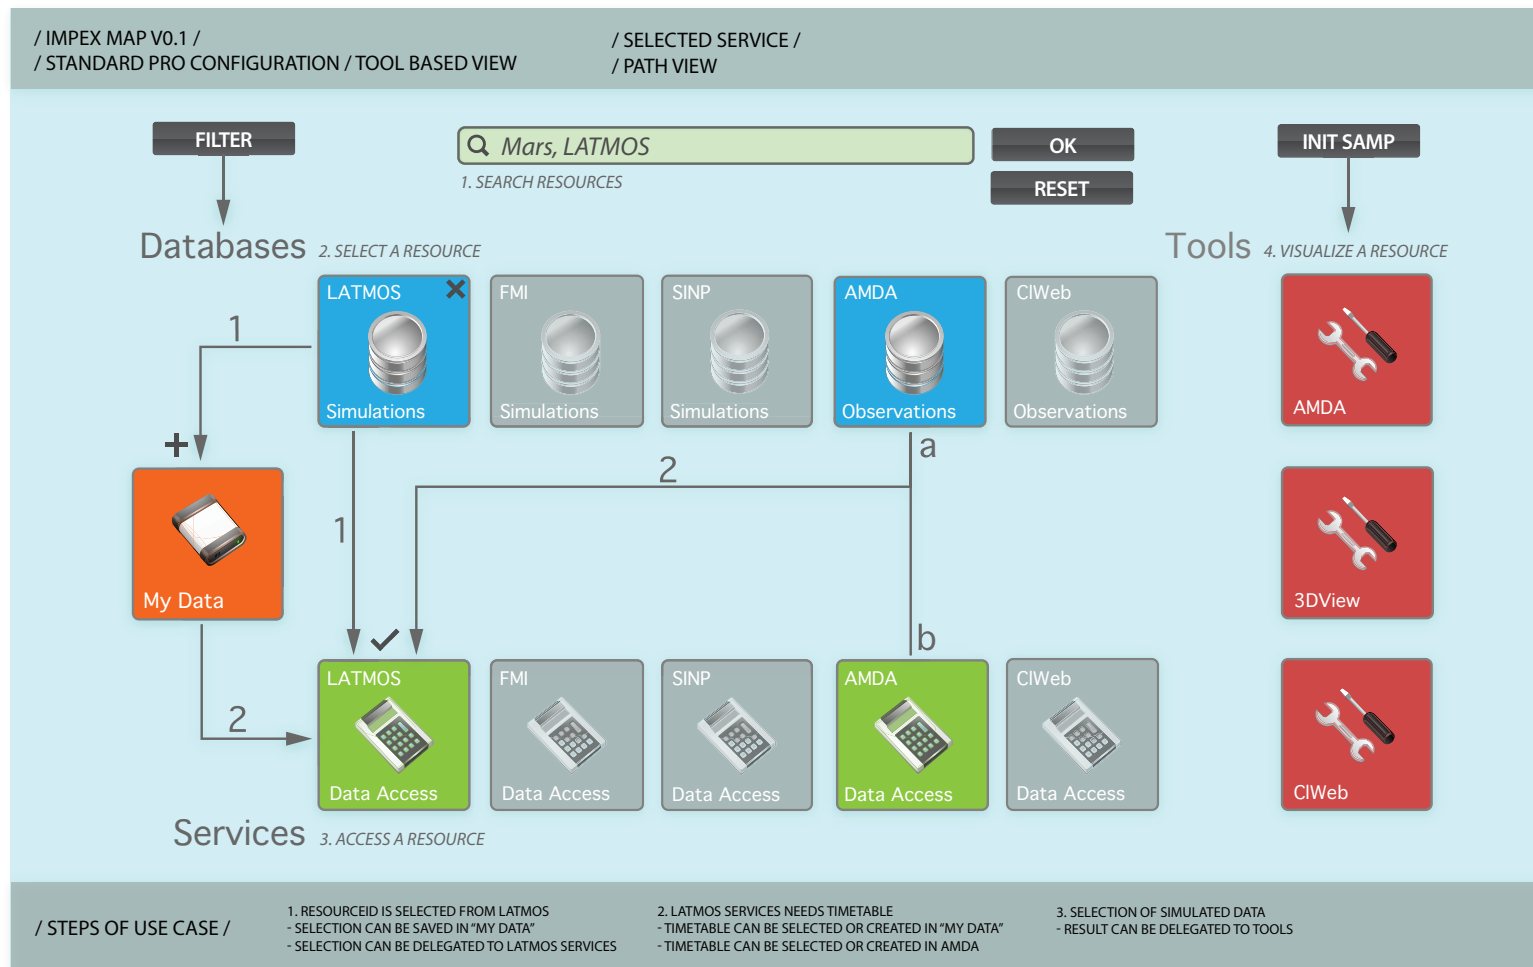 / IMPEX MAP V0.1 /
/ STANDARD PRO CONFIGURATION / TOOL BASED VIEW
/ SELECTED SERVICE /
/ PATH VIEW
FILTER
Mars, LATMOS
OK
INIT SAMP
1. SEARCH RESOURCES
RESET
Databases 2. SELECT A RESOURCE
Tools 4. VISUALIZE A RESOURCE
LATMOS
Simulations
FMI
Simulations
SINP
Simulations
AMDA
Observations
ClWeb
Observations
AMDA
1
a
2
1
My Data
3DView
b
2
LATMOS
Data Access
FMI
Data Access
SINP
Data Access
AMDA
Data Access
ClWeb
Data Access
ClWeb
Services 3. ACCESS A RESOURCE
/ STEPS OF USE CASE /
1. RESOURCEID IS SELECTED FROM LATMOS
- SELECTION CAN BE SAVED IN "MY DATA"
- SELECTION CAN BE DELEGATED TO LATMOS SERVICES
2. LATMOS SERVICES NEEDS TIMETABLE
- TIMETABLE CAN BE SELECTED OR CREATED IN "MY DATA"
- TIMETABLE CAN BE SELECTED OR CREATED IN AMDA
3. SELECTION OF SIMULATED DATA
- RESULT CAN BE DELEGATED TO TOOLS